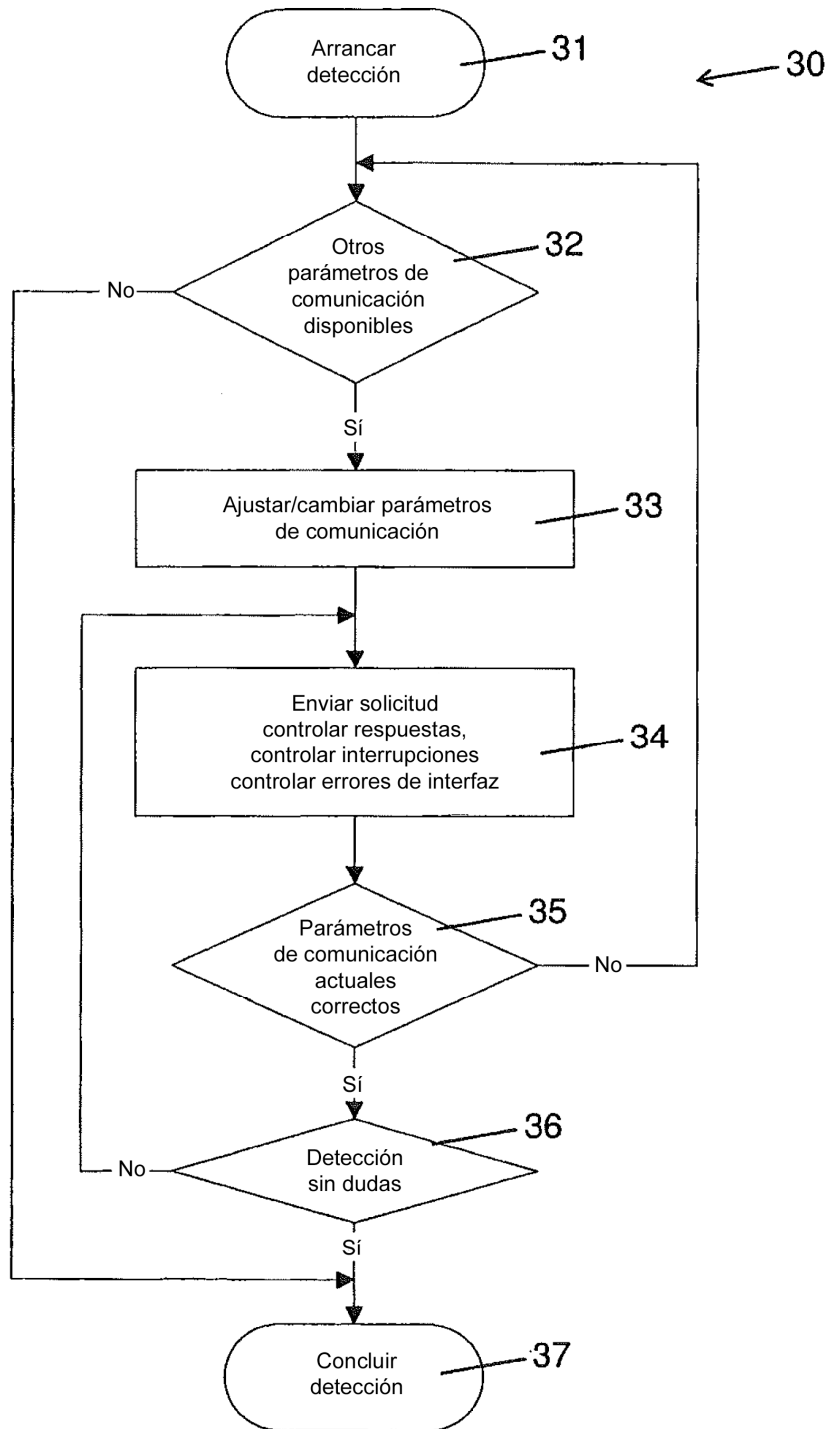 Arrancar
detección
31
30
Otros
parámetros de
comunicación
disponibles
32
No
Sí
Ajustar/cambiar parámetros
de comunicación
33
Enviar solicitud
controlar respuestas,
controlar interrupciones
controlar errores de interfaz
34
Parámetros
de comunicación
actuales
correctos
35
No
Sí
Detección
sin dudas
36
No
Sí
Concluir
detección
37